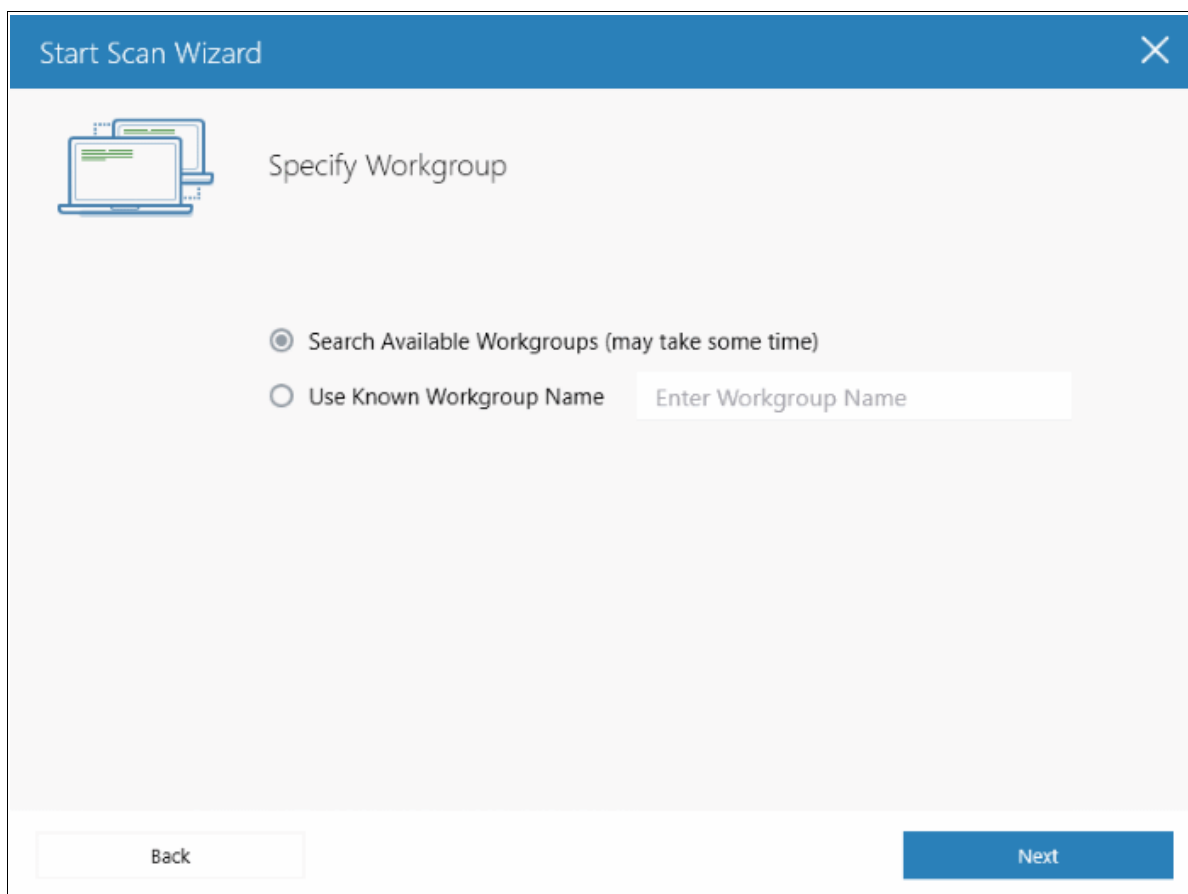 Start Scan Wizard
Specify Workgroup
Search Available Workgroups (may take some time)
Use Known Workgroup Name Enter Workgroup Name
Back Next